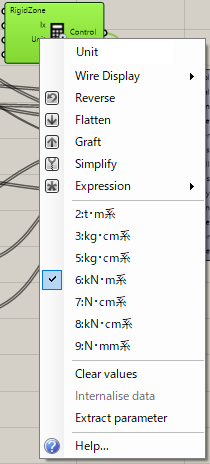 RigidZone
Ix
Control
Unit
Wire Display
Reverse
Flatten
Graft
Simplify
Expression
2:t・m系
3:kg・cm系
5:kg・cm系
6:kN・m系
7:N・cm系
8:kN・cm系
9:N・mm系
Clear values
Internalise data
Extract parameter
Help...